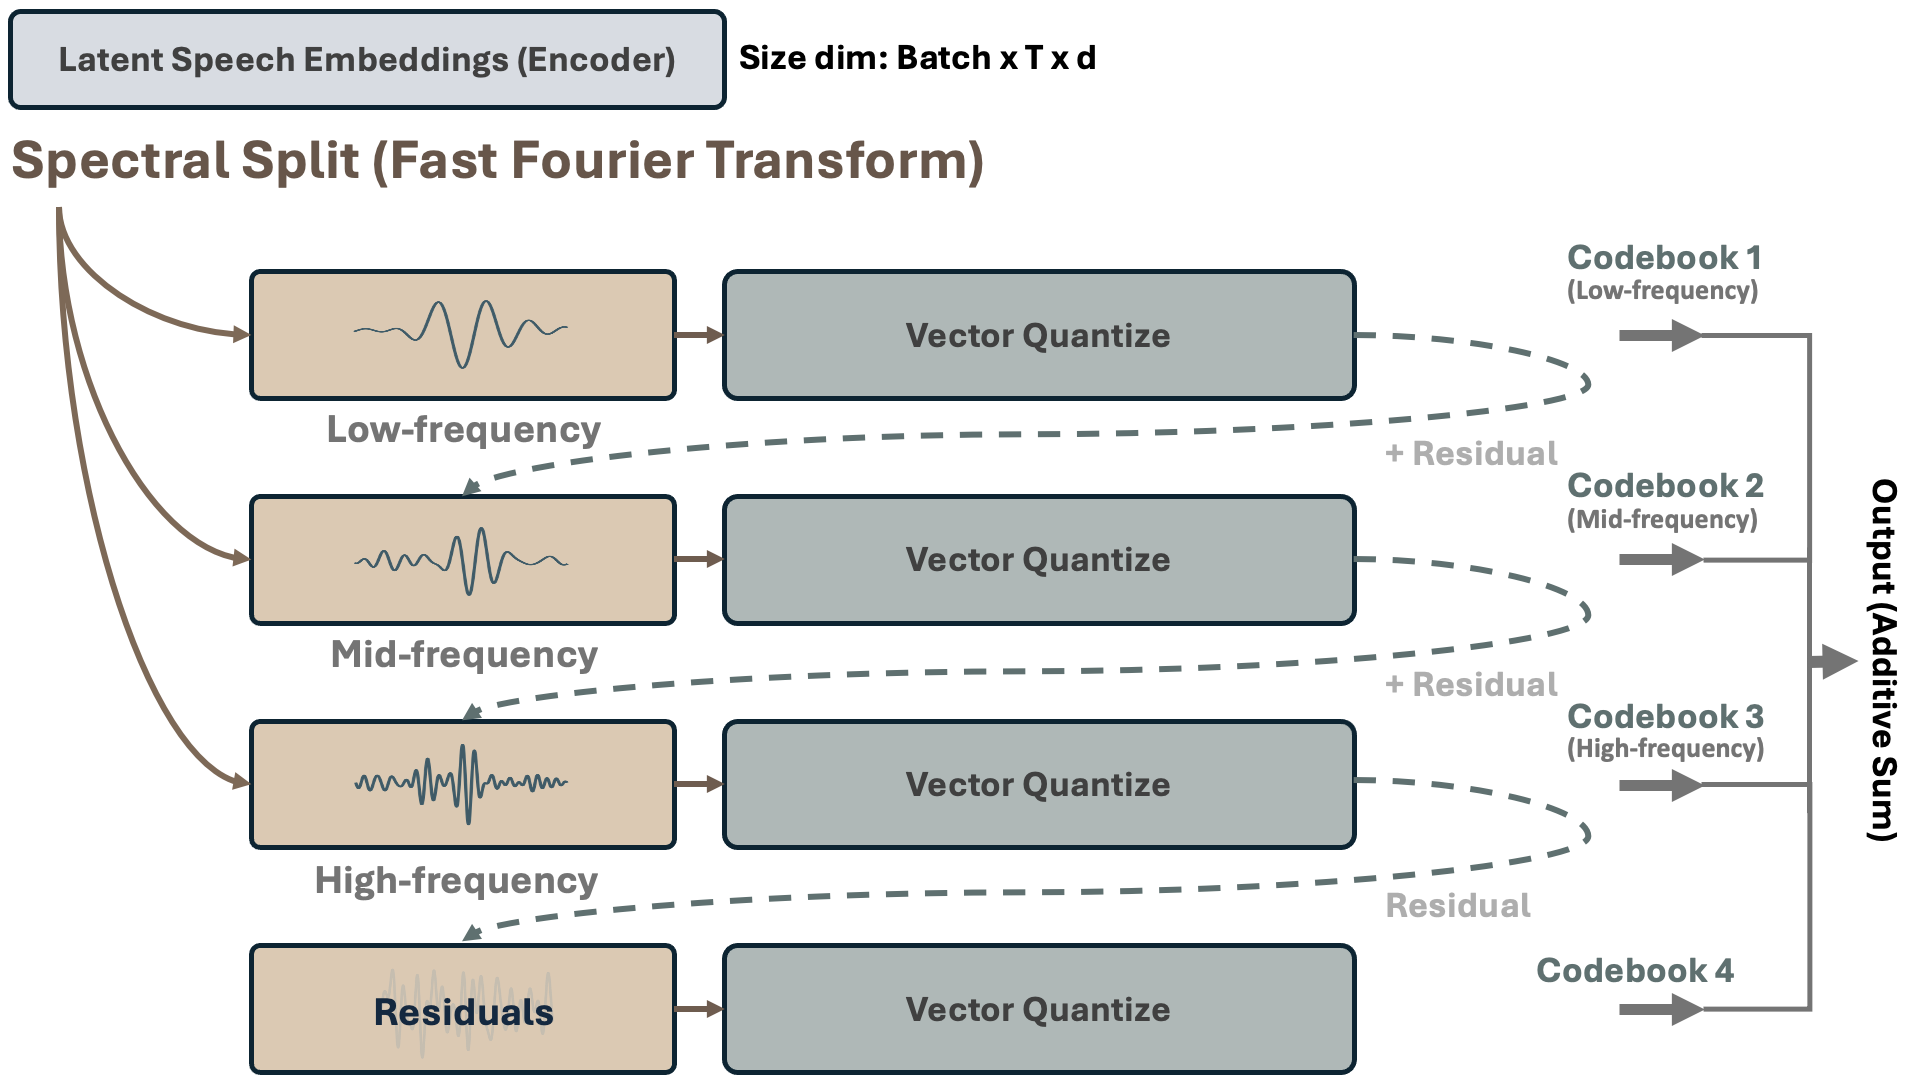 Latent Speech Embeddings (Encoder)
Size dim: Batch x T x d
Spectral Split (Fast Fourier Transform)
Vector Quantize
Codebook 1
(Low-frequency)
Low-frequency
+ Residual
Vector Quantize
Codebook 2
(Mid-frequency)
Mid-frequency
+ Residual
Vector Quantize
Codebook 3
(High-frequency)
High-frequency
Residual
Residuals
Vector Quantize
Codebook 4
Output (Additive Sum)